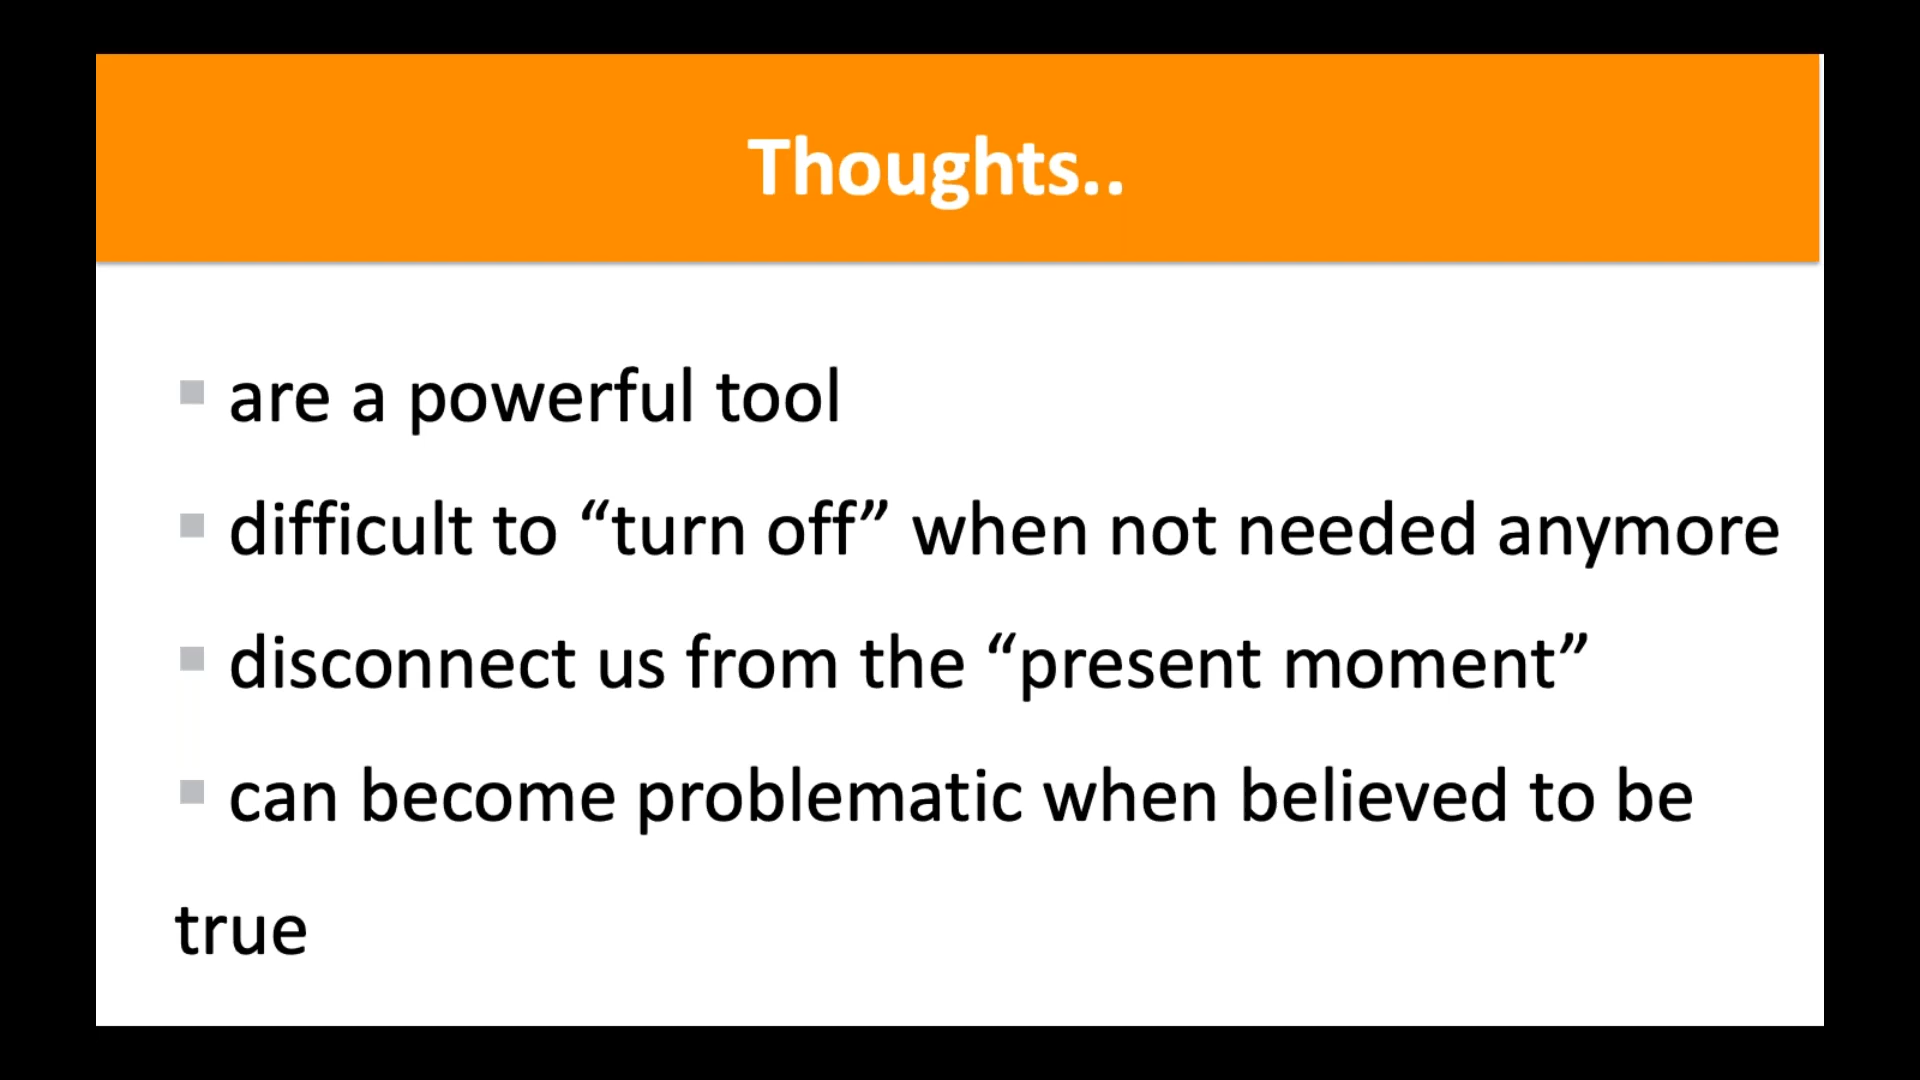 Thoughts..
▪ are a powerful tool
▪ difficult to “turn off” when not needed anymore
▪ disconnect us from the “present moment”
▪ can become problematic when believed to be
true